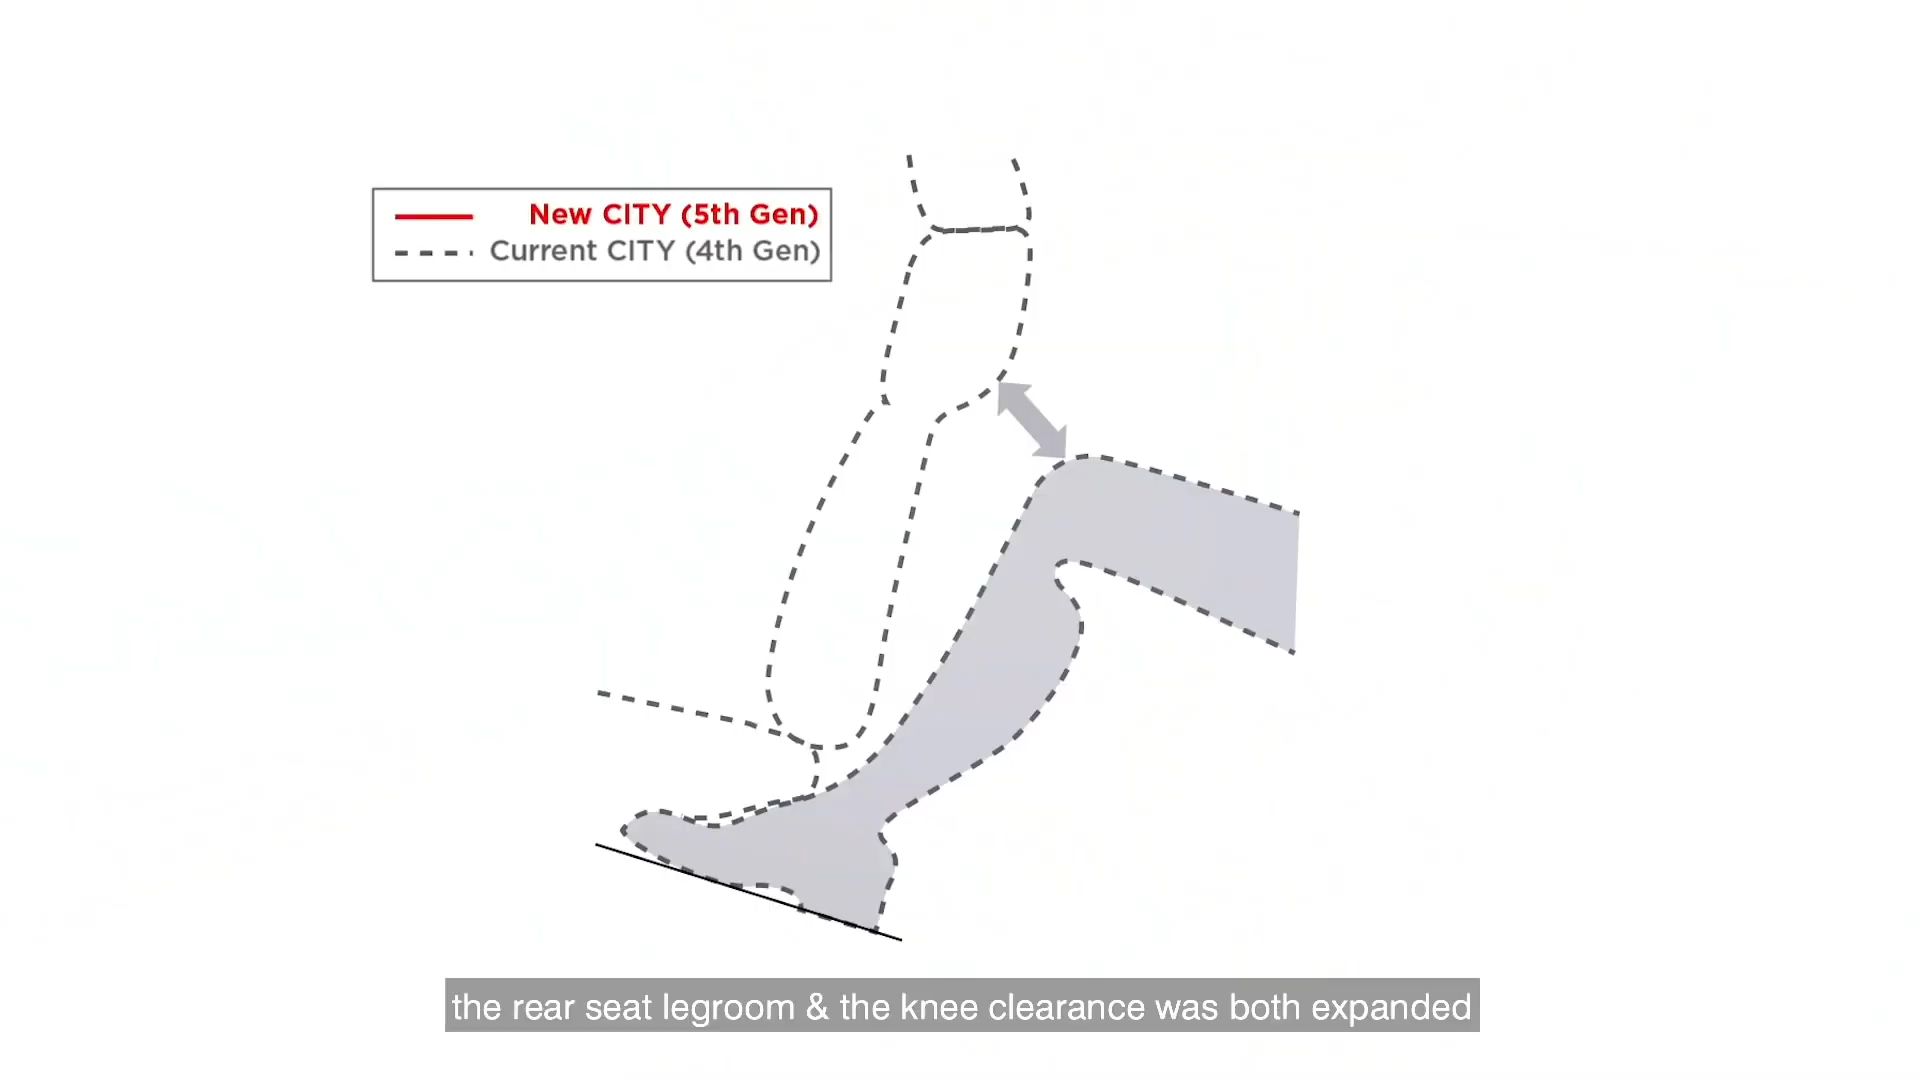 New CITY (5th Gen)
Current CITY (4th Gen)
the rear seat legroom & the knee clearance was both expanded